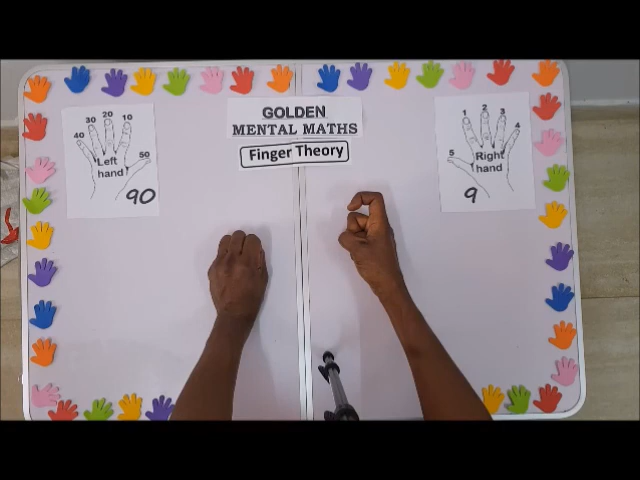 GOLDEN
MENTAL MATHS
Finger Theory
40 30 20 10
50
Left
hand
90
1 2 3 4
5
Right
hand
9